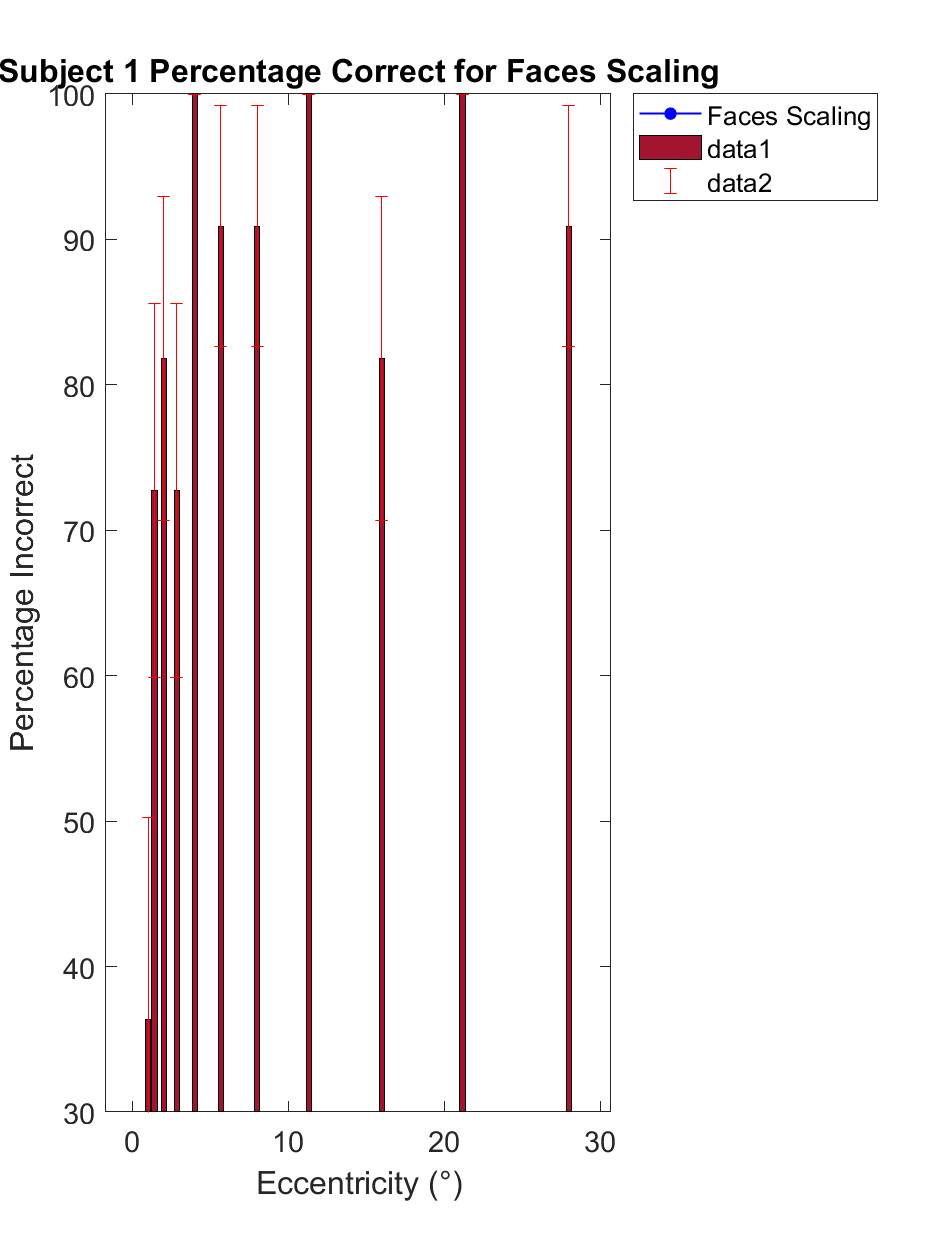 Subject 1 Percentage Correct for Faces Scaling
Faces Scaling
data1
data2
100
90
80
70
60
50
40
30
Percentage Incorrect
0 10 20 30
Eccentricity (°)